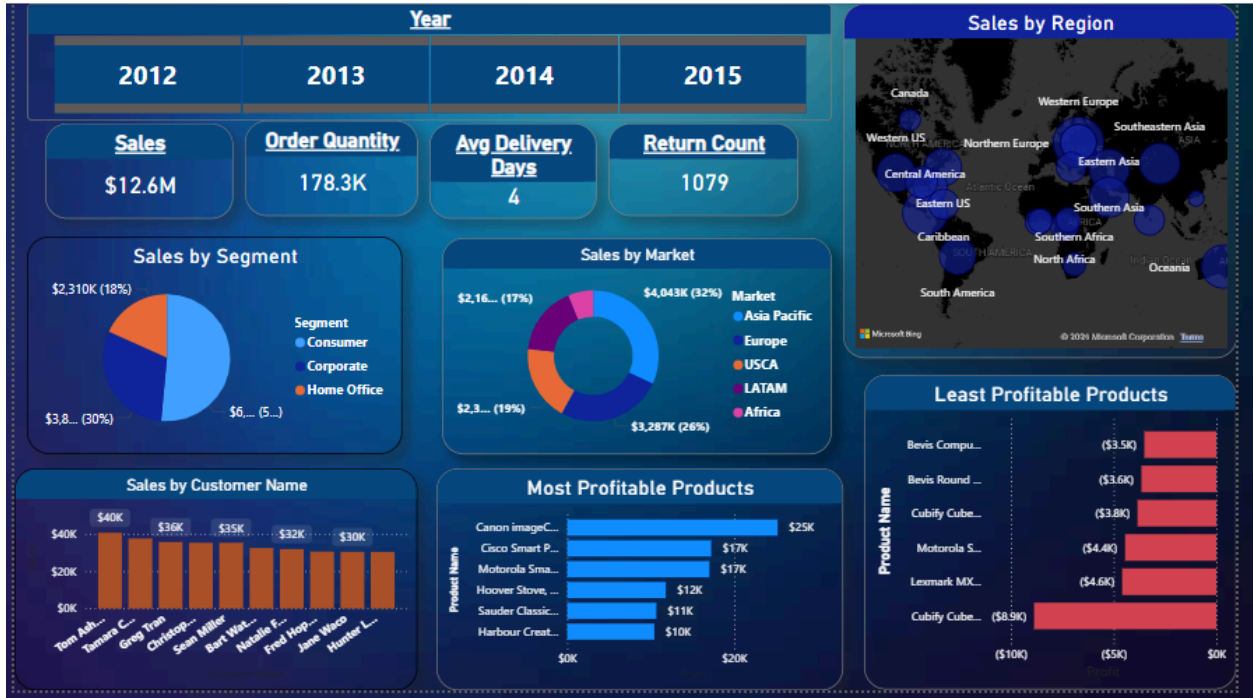 Year
2012
2013
2014
2015
Sales
$12.6M
Order Quantity
178.3K
Avg Delivery
Days
4
Return Count
1079
Sales by Region
Canada
Western Europe
Western US
NORTH AMERICA
Northern Europe
Southeastern Asia
ASIA
Central America
Eastern Asia
Atlantic Ocean
Eastern US
Southern Asia
AFRICA
Caribbean
Southern Africa
SOUTH AMERICA
North Africa
Indian Ocean
Oceania
South America
Microsoft Bing
© 2024 Microsoft Corporation
Terms
Sales by Segment
$2,310K (18%)
$3,8... (30%)
$6,... (5...)
Segment
Consumer
Corporate
Home Office
Sales by Market
$2,16... (17%)
$4,043K (32%)
$2,3... (19%)
$3,287K (26%)
Market
Asia Pacific
Europe
USCA
LATAM
Africa
Sales by Customer Name
$40K
$36K
$35K
$32K
$30K
$40K
$20K
$0K
Tom Ash...
Tamara C...
Greg Tran
Christop...
Sean Miller
Bart Wat...
Natalie F...
Fred Hop...
Jane Waco
Hunter L...
Most Profitable Products
Product Name
Canon imageC...
$25K
Cisco Smart P...
$17K
Motorola Sma...
$17K
Hoover Stove, ...
$12K
Sauder Classic...
$11K
Harbour Creat...
$10K
$0K
$20K
Least Profitable Products
Product Name
Bevis Compu...
($3.5K)
Bevis Round ...
($3.6K)
Cubify Cube...
($3.8K)
Motorola S...
($4.4K)
Lexmark MX...
($4.6K)
Cubify Cube...
($8.9K)
($10K)
($5K)
$0K
Profit